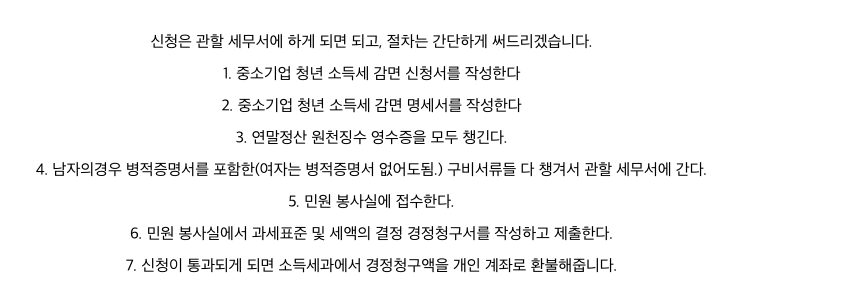 신청은 관할 세무서에 하게 되면 되고, 절차는 간단하게 써드리겠습니다.
1. 중소기업 청년 소득세 감면 신청서를 작성한다
2. 중소기업 청년 소득세 감면 명세서를 작성한다
3. 연말정산 원천징수 영수증을 모두 챙긴다.
4. 남자의경우 병적증명서를 포함한(여자는 병적증명서 없어도됨.) 구비서류들 다 챙겨서 관할 세무서에 간다.
5. 민원 봉사실에 접수한다.
6. 민원 봉사실에서 과세표준 및 세액의 결정 경정청구서를 작성하고 제출한다.
7. 신청이 통과되게 되면 소득세과에서 경정청구액을 개인 계좌로 환불해줍니다.